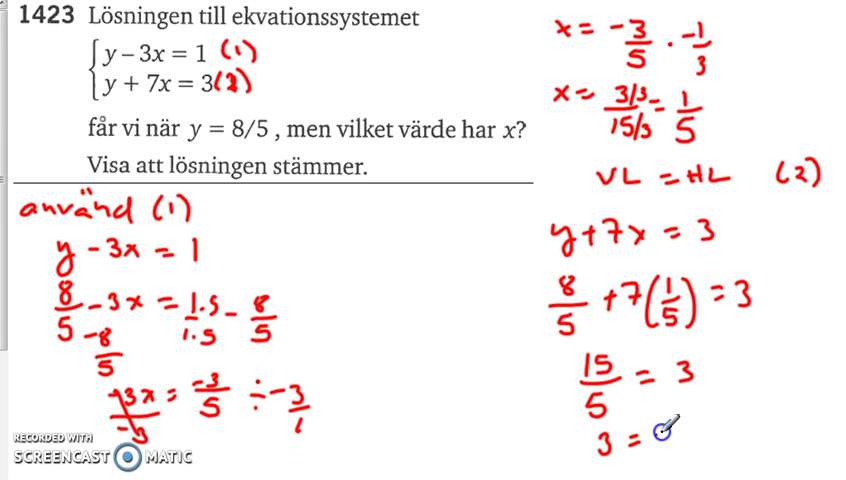 1423 Lösningen till ekvationssystemet
y – 3x = 1 (1)
y + 7x = 3 (2)
får vi när y = 8/5 , men vilket värde har x?
Visa att lösningen stämmer.
använd (1)
y - 3x = 1
8/5 - 3x = 1·5/1·5 - 8/5
-8/5
-3x/-3 = -3/5 ÷ -3/1
x = -3/5 · -1/3
x = 3/3/15/3 = 1/5
VL = HL (2)
y + 7x = 3
8/5 + 7(1/5) = 3
15/5 = 3
3 =
RECORDED WITH
SCREENCAST MATIC